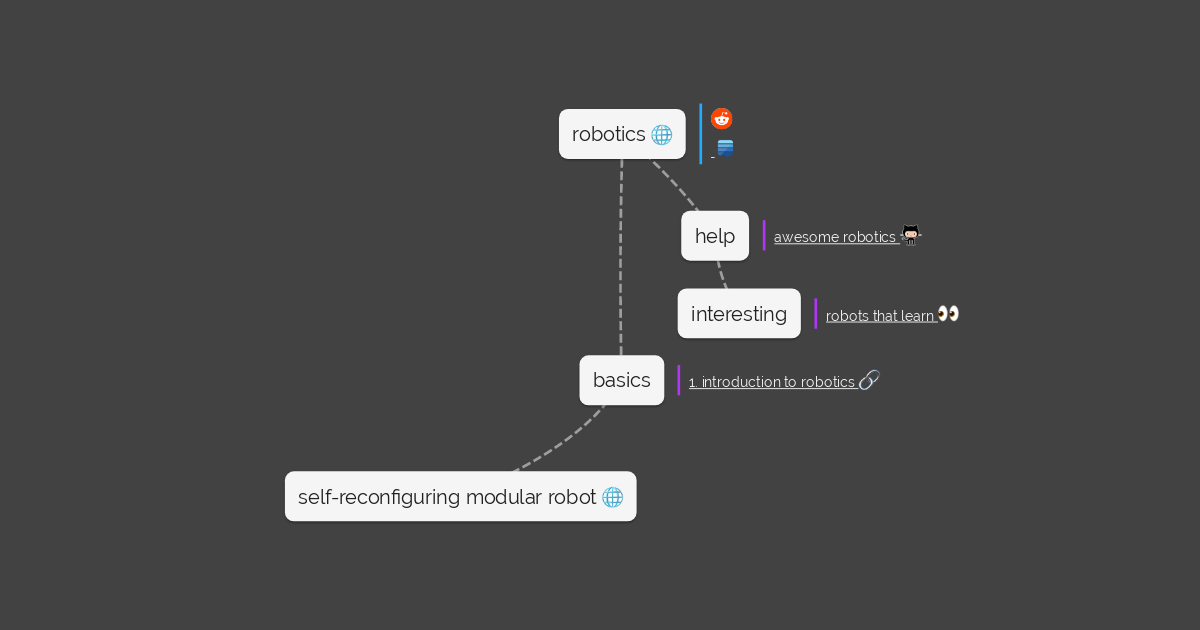 robotics
help
awesome robotics
interesting
robots that learn
basics
1. introduction to robotics
self-reconfiguring modular robot